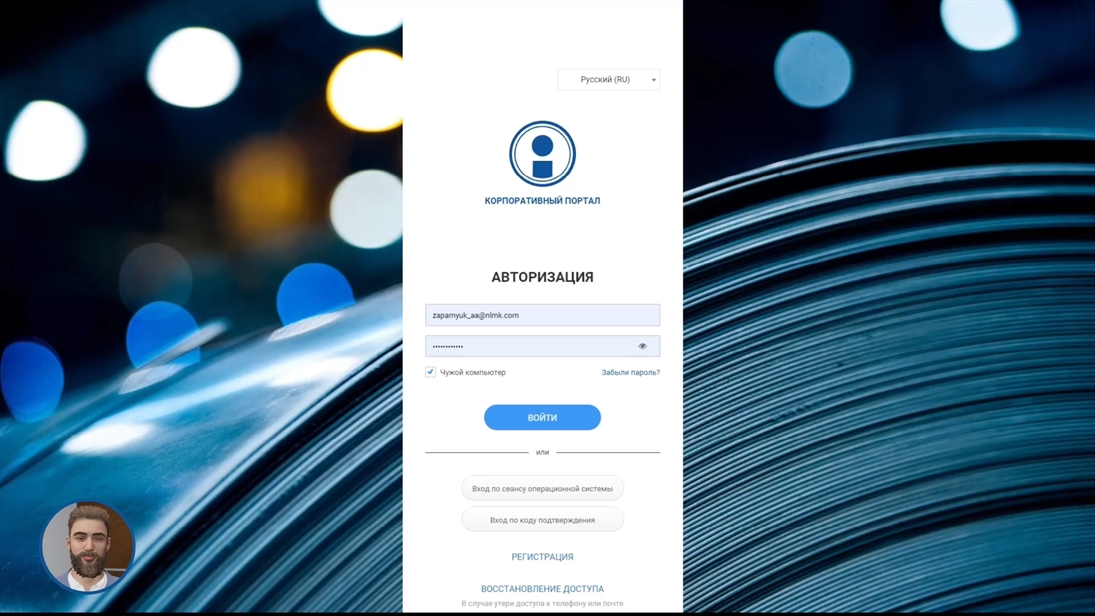 Русский (RU)
КОРПОРАТИВНЫЙ ПОРТАЛ
АВТОРИЗАЦИЯ
zaparnyuk_aa@nlmk.com
••••••••••••
Чужой компьютер
Забыли пароль?
ВОЙТИ
или
Вход по сеансу операционной системы
Вход по коду подтверждения
РЕГИСТРАЦИЯ
ВОССТАНОВЛЕНИЕ ДОСТУПА
В случае утери доступа к телефону или почте